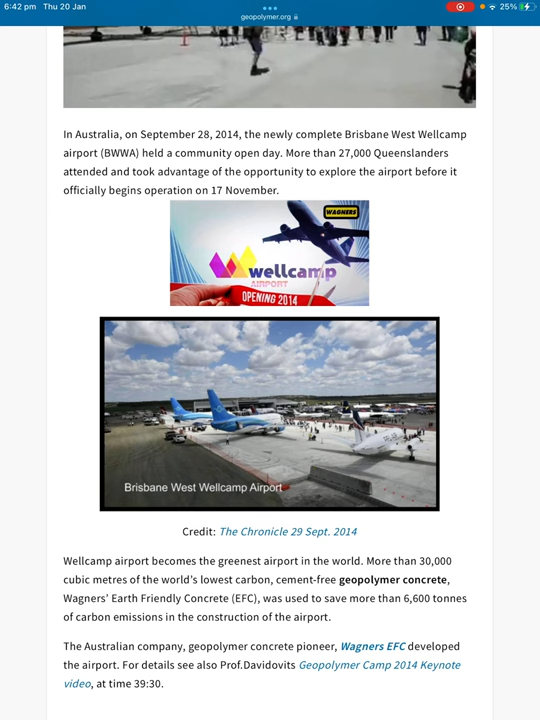 6:42 pm Thu 20 Jan
geopolymer.org
25%
In Australia, on September 28, 2014, the newly complete Brisbane West Wellcamp
airport (BWWA) held a community open day. More than 27,000 Queenslanders
attended and took advantage of the opportunity to explore the airport before it
officially begins operation on 17 November.
WAGNERS
wellcamp
AIRPORT
OPENING 2014
Brisbane West Wellcamp Airport
Credit: The Chronicle 29 Sept. 2014
Wellcamp airport becomes the greenest airport in the world. More than 30,000
cubic metres of the world's lowest carbon, cement-free geopolymer concrete,
Wagners' Earth Friendly Concrete (EFC), was used to save more than 6,600 tonnes
of carbon emissions in the construction of the airport.
The Australian company, geopolymer concrete pioneer, Wagners EFC developed
the airport. For details see also Prof.Davidovits Geopolymer Camp 2014 Keynote
video, at time 39:30.